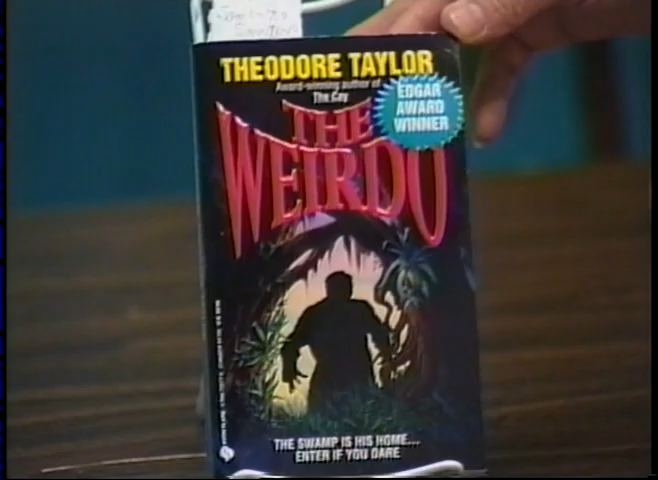 THEODORE TAYLOR
Award-winning author of
The Cay
EDGAR
AWARD
WINNER
THE
WEIRDO
THE SWAMP IS HIS HOME...
ENTER IF YOU DARE